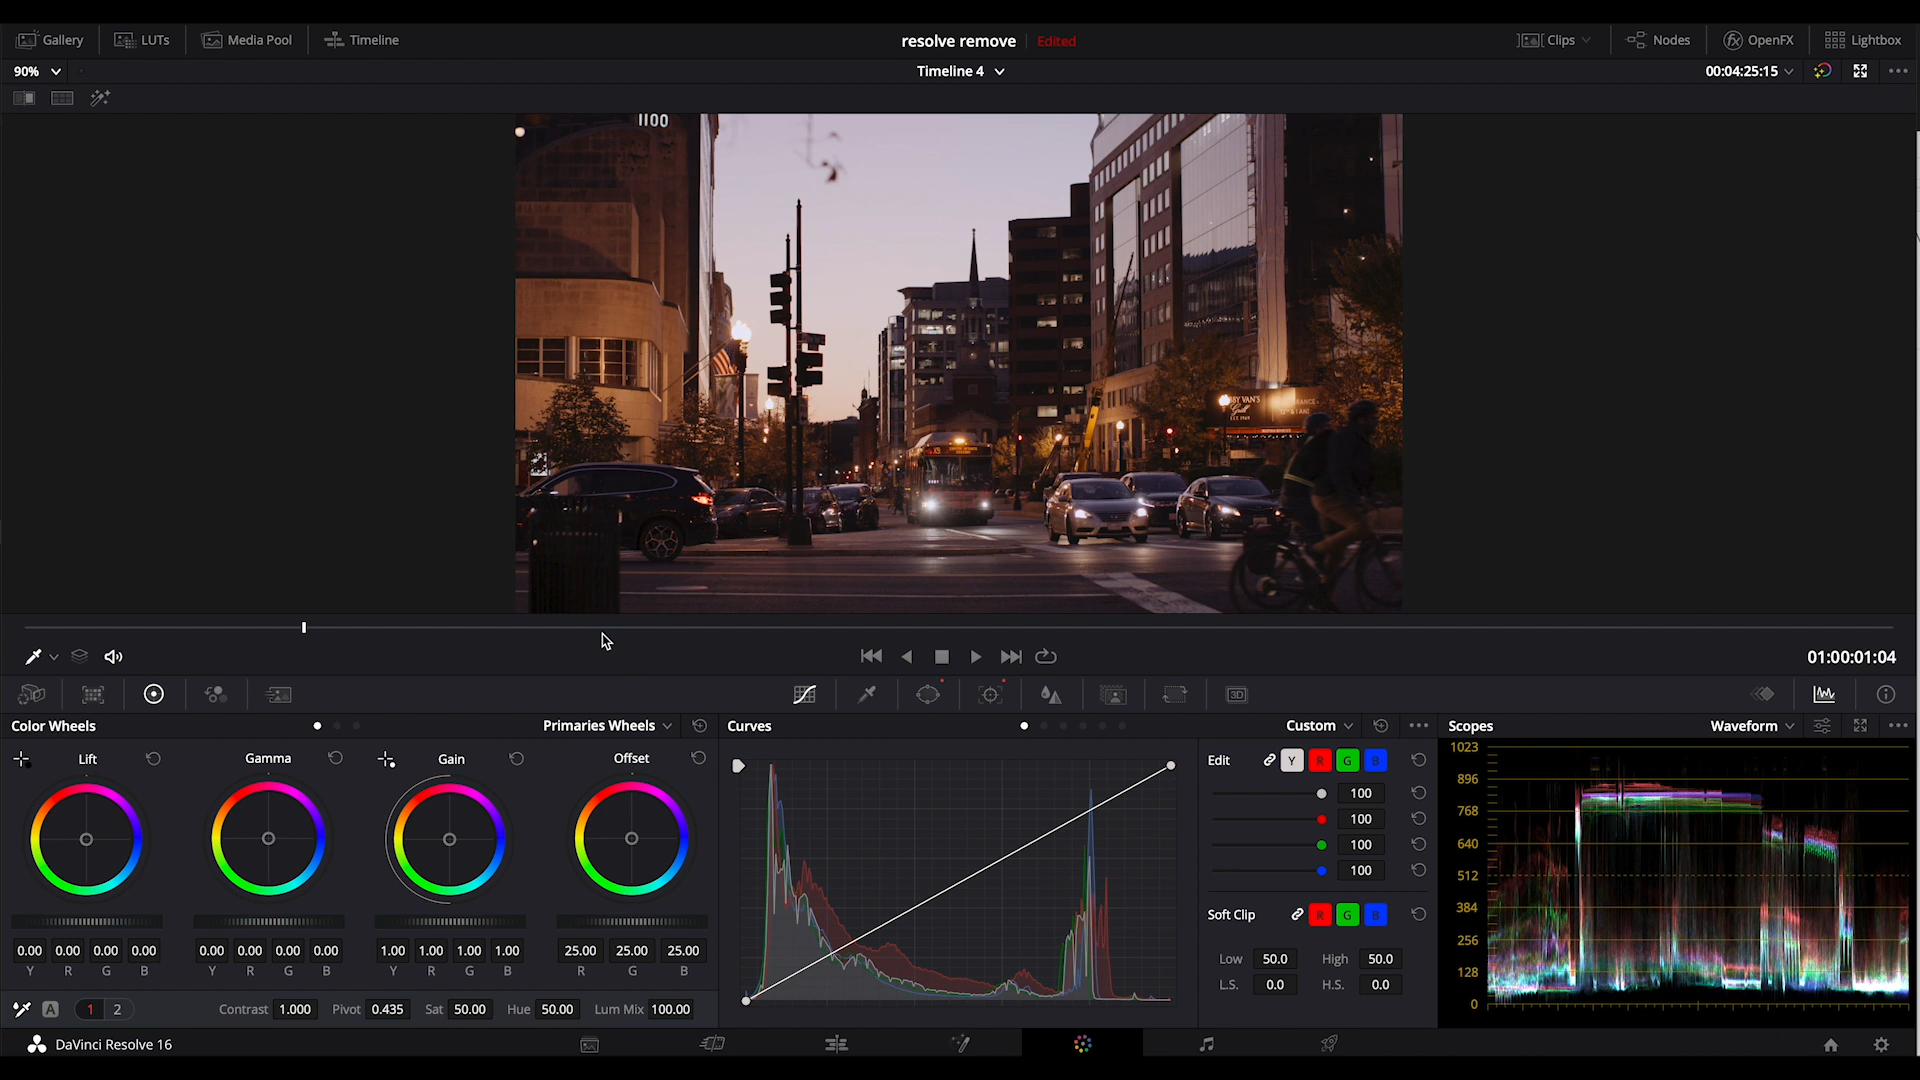 Gallery LUTs Media Pool Timeline resolve remove Edited Clips Nodes OpenFX Lightbox
90% Timeline 4 00:04:25:15
1100
BY VAN'S
Grill
01:00:01:04
Color Wheels Primaries Wheels Curves Custom Scopes Waveform
Lift Gamma Gain Offset
0.00 0.00 0.00 0.00 0.00 0.00 0.00 0.00 1.00 1.00 1.00 1.00 25.00 25.00 25.00
Y R G B Y R G B Y R G B R G B
A 1 2 Contrast 1.000 Pivot 0.435 Sat 50.00 Hue 50.00 Lum Mix 100.00
Edit Y R G B
100
100
100
100
Soft Clip R G B
Low 50.0 High 50.0
L.S. 0.0 H.S. 0.0
1023
896
768
640
512
384
256
128
0
3D
DaVinci Resolve 16